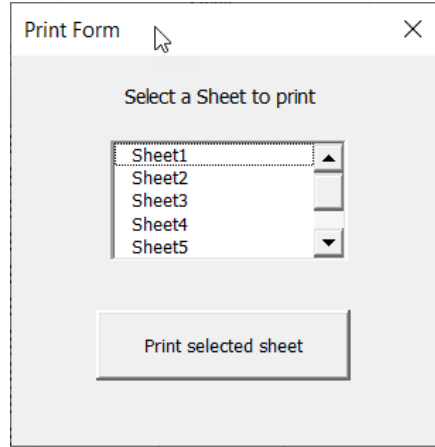 Print Form
Select a Sheet to print
Sheet1
Sheet2
Sheet3
Sheet4
Sheet5
Print selected sheet